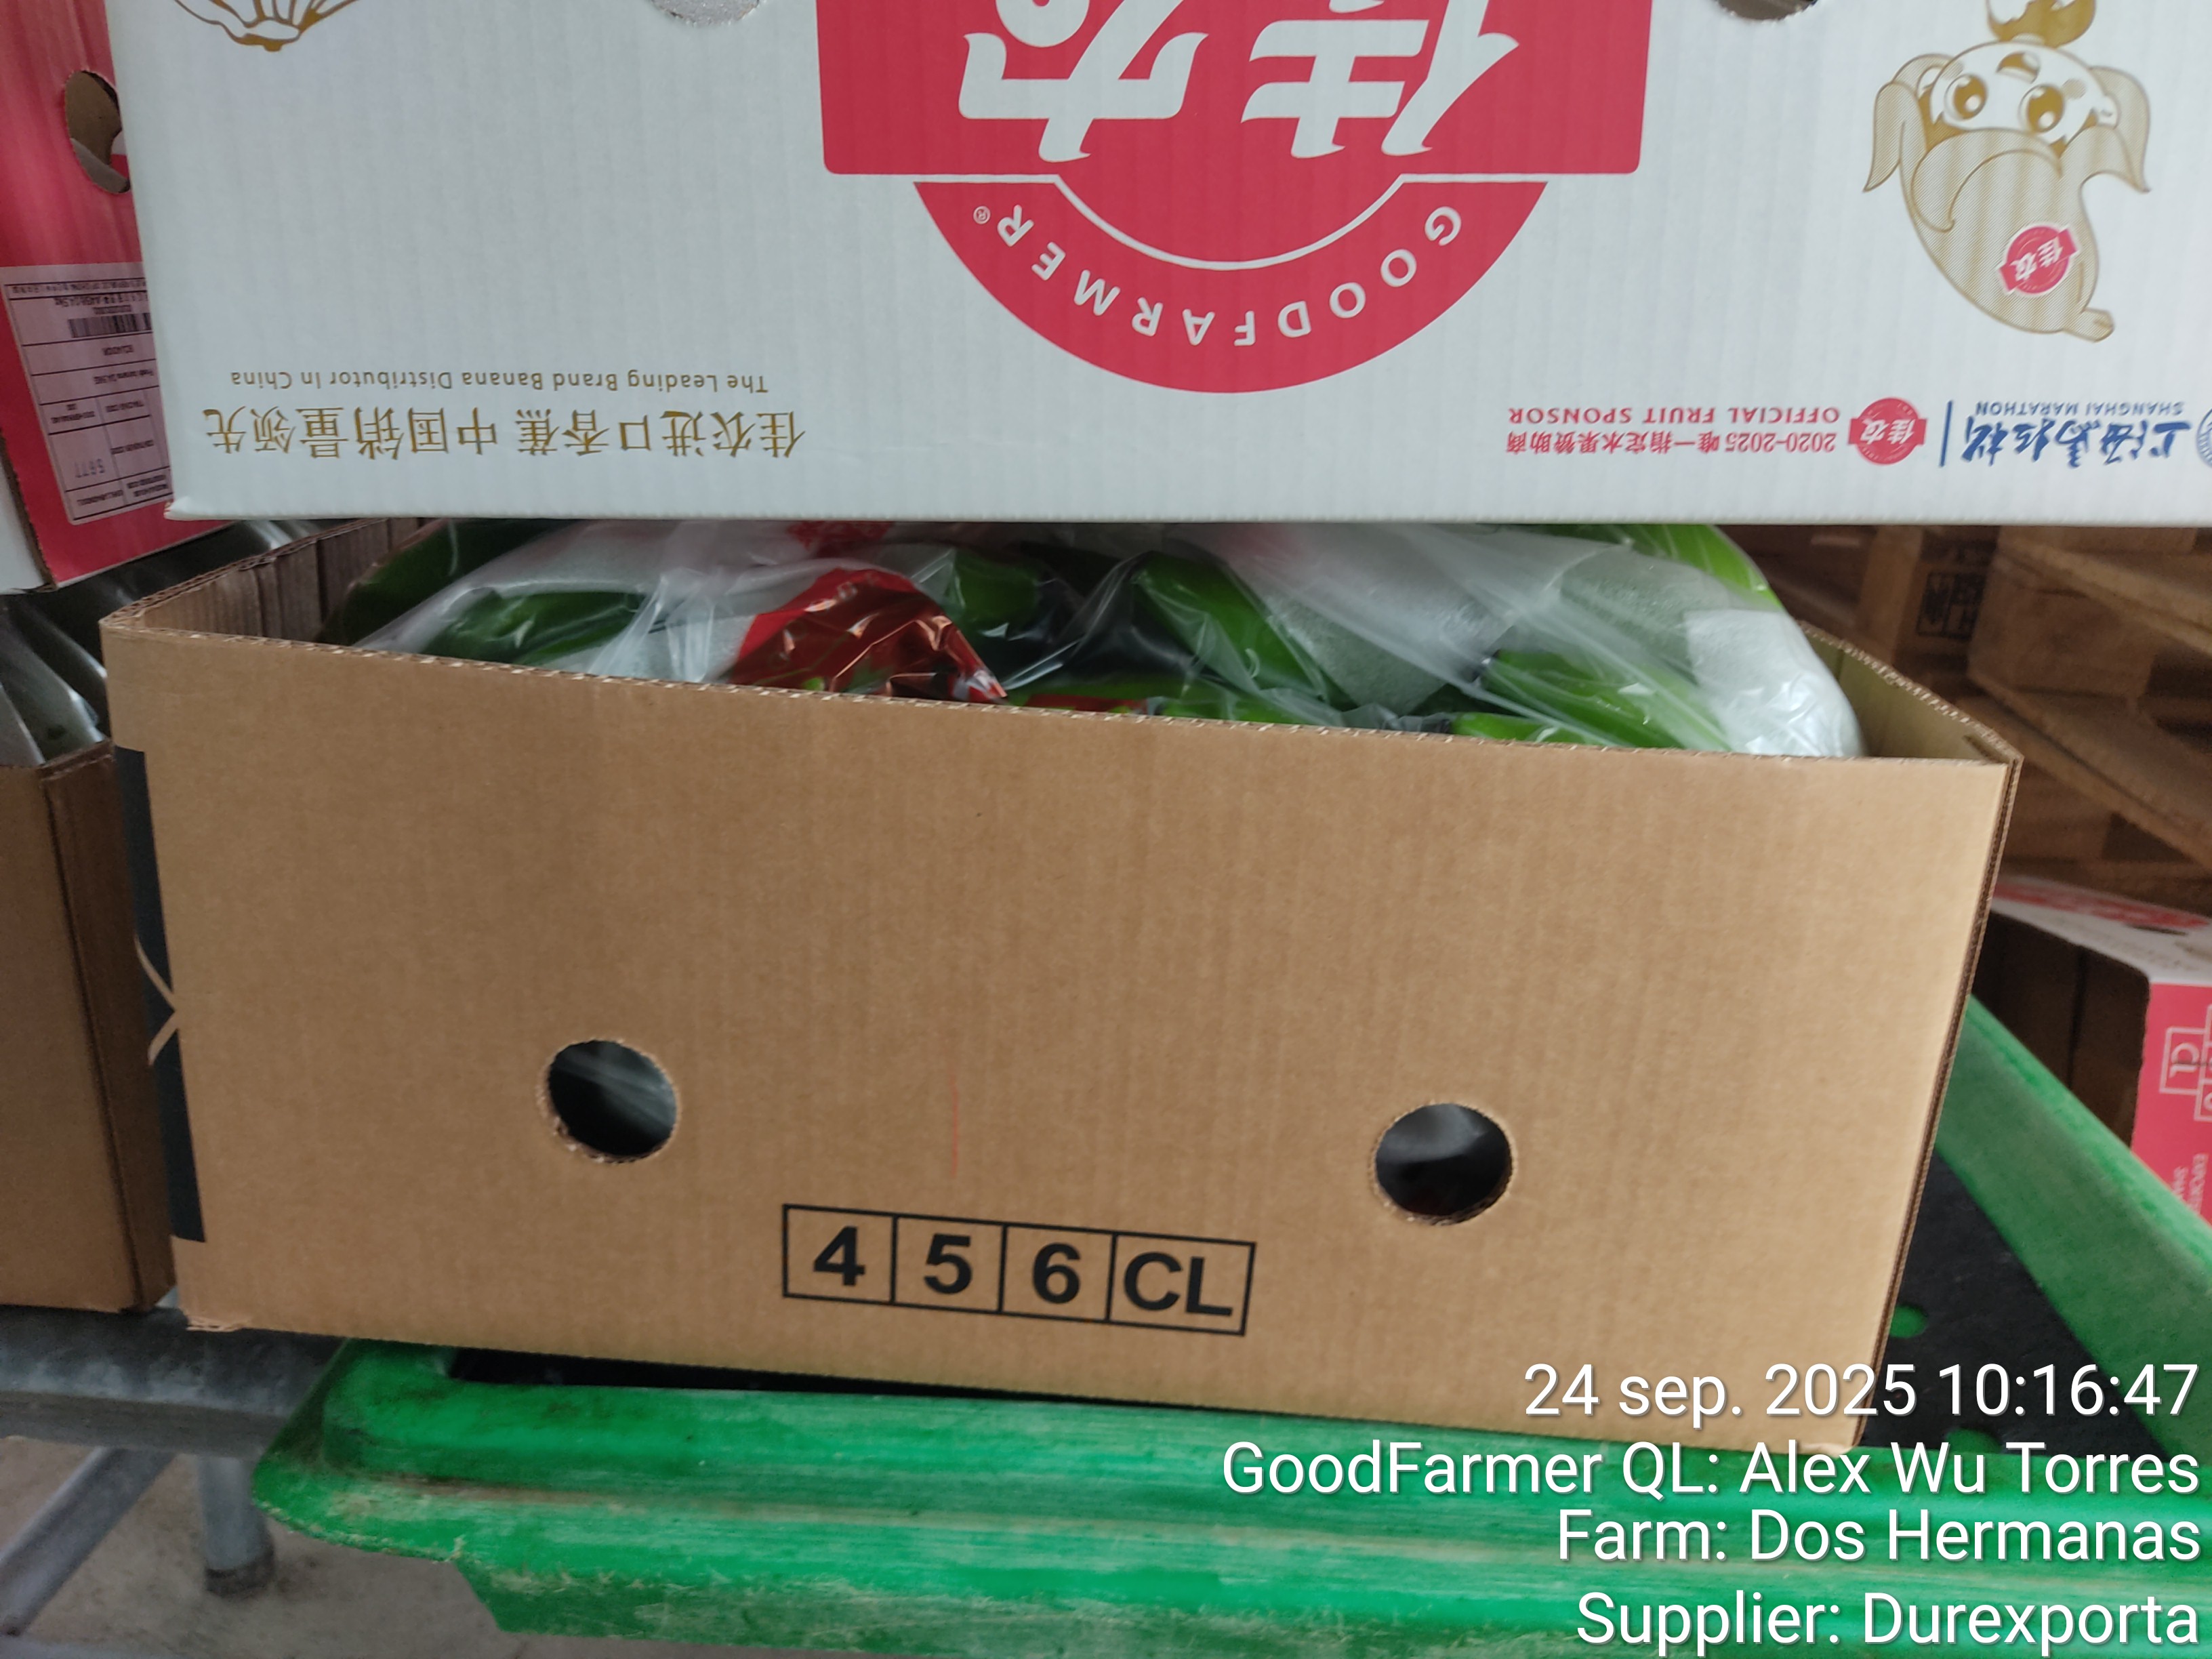 佳农
GOODFARMER®
The Leading Brand Banana Distributor In China
佳农进口香蕉 中国销量领先
佳农
OFFICIAL FRUIT SPONSOR
2020-2025唯一指定水果赞助商
佳农
SHANGHAI MARATHON
上海马拉松
5677
4 5 6 CL
CL
24 sep. 2025 10:16:47
GoodFarmer QL: Alex Wu Torres
Farm: Dos Hermanas
Supplier: Durexporta